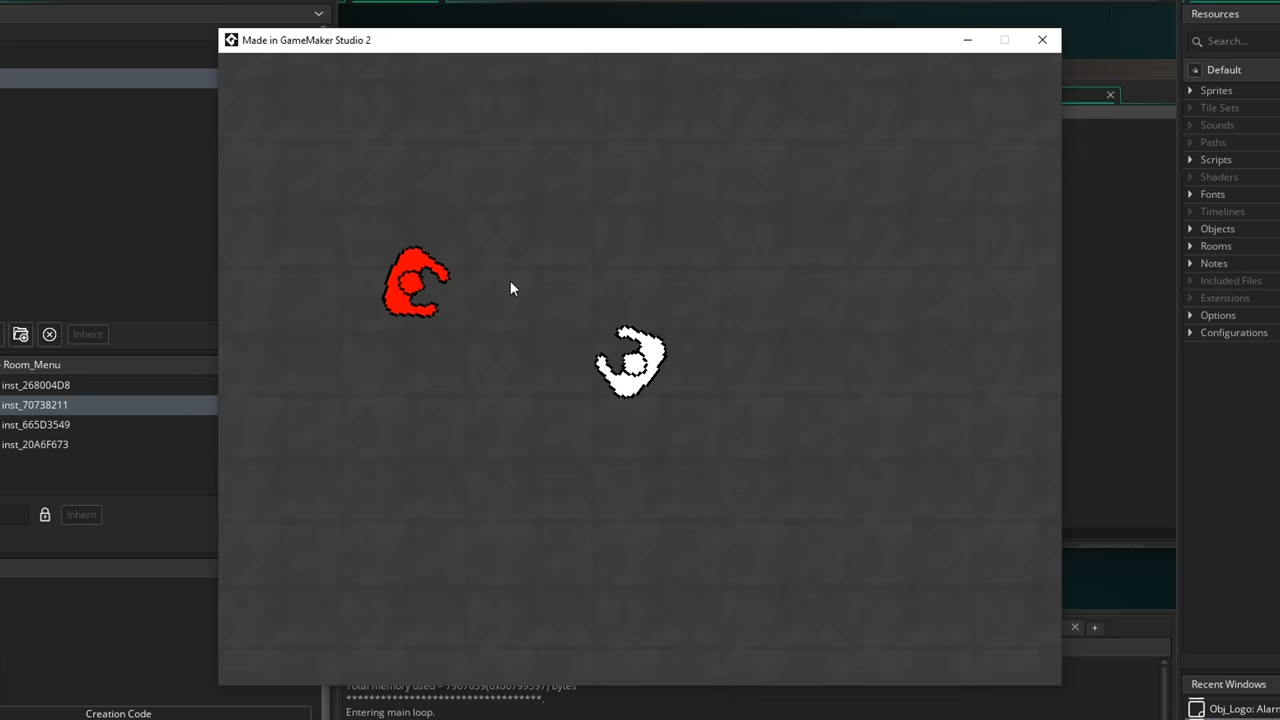 Made in GameMaker Studio 2
Resources
Search...
Default
Sprites
Tile Sets
Sounds
Paths
Scripts
Shaders
Fonts
Timelines
Objects
Rooms
Notes
Included Files
Extensions
Options
Configurations
Inherit
Room_Menu
inst_268004D8
inst_70738211
inst_665D3549
inst_20A6F673
Inherit
Creation Code
bytes
**********************************.
Entering main loop.
Recent Windows
Obj_Logo: Alarm